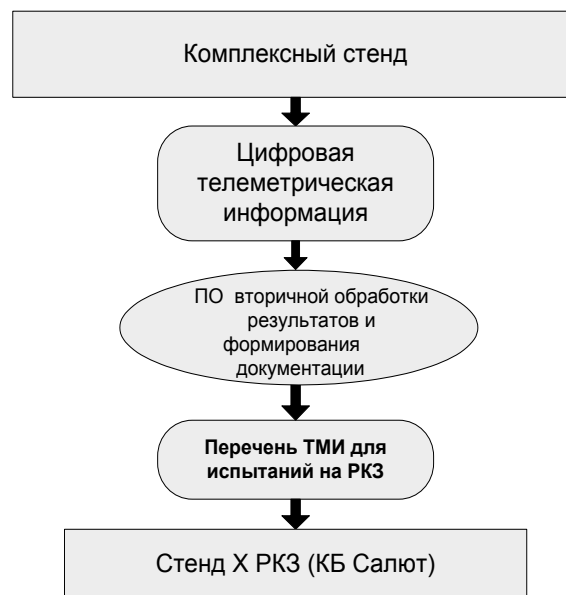 Комплексный стенд
Цифровая
телеметрическая
информация
ПО вторичной обработки
результатов и
формирования
документации
Перечень ТМИ для
испытаний на РКЗ
Стенд Х РКЗ (КБ Салют)